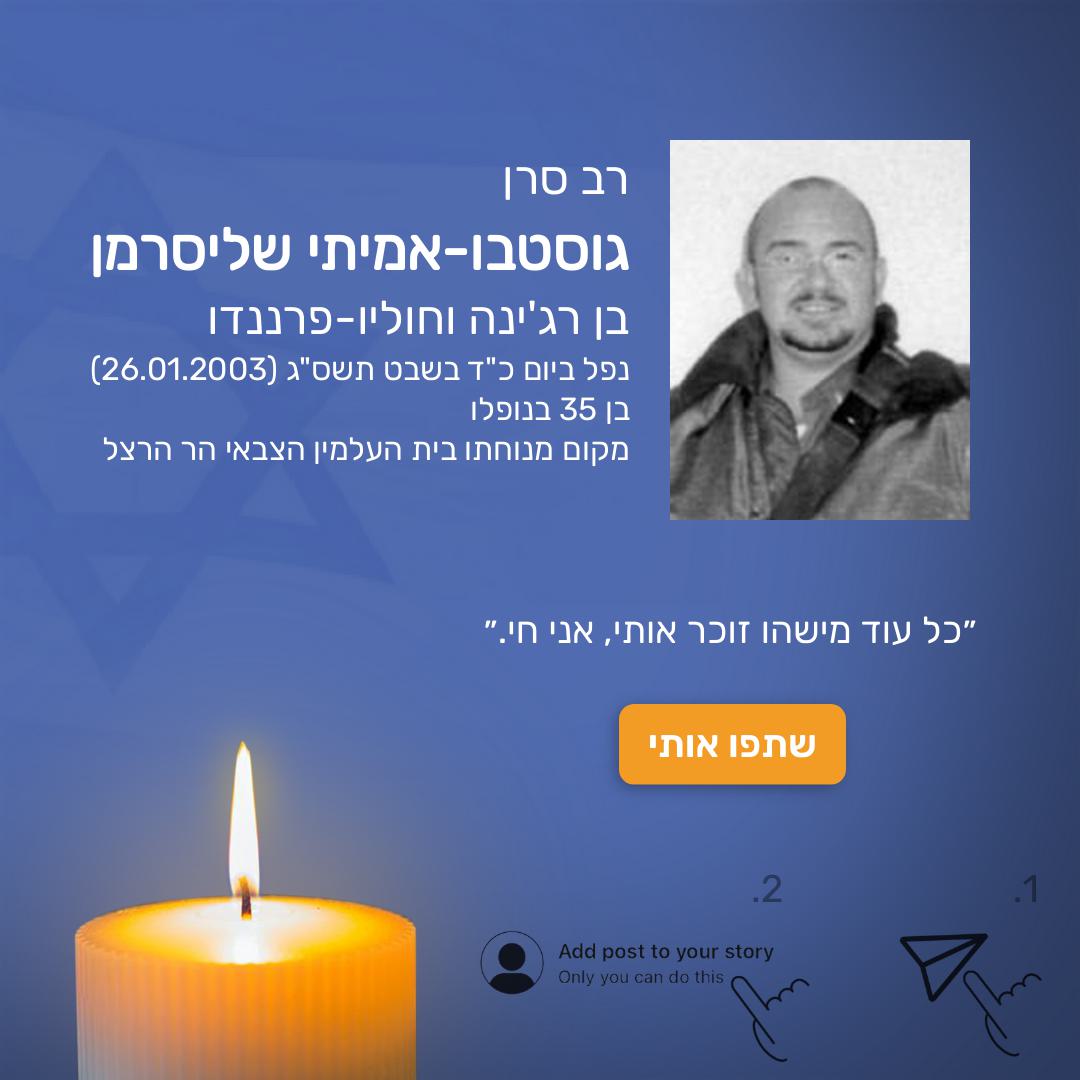 רב סרן
גוסטבו-אמיתי שליסרמן
בן רג'ינה וחוליו-פרננדו
נפל ביום כ"ד בשבט תשס"ג (26.01.2003)
בן 35 בנופלו
מקום מנוחתו בית העלמין הצבאי הר הרצל
״כל עוד מישהו זוכר אותי, אני חי.״
שתפו אותי
.1
.2
Add post to your story
Only you can do this